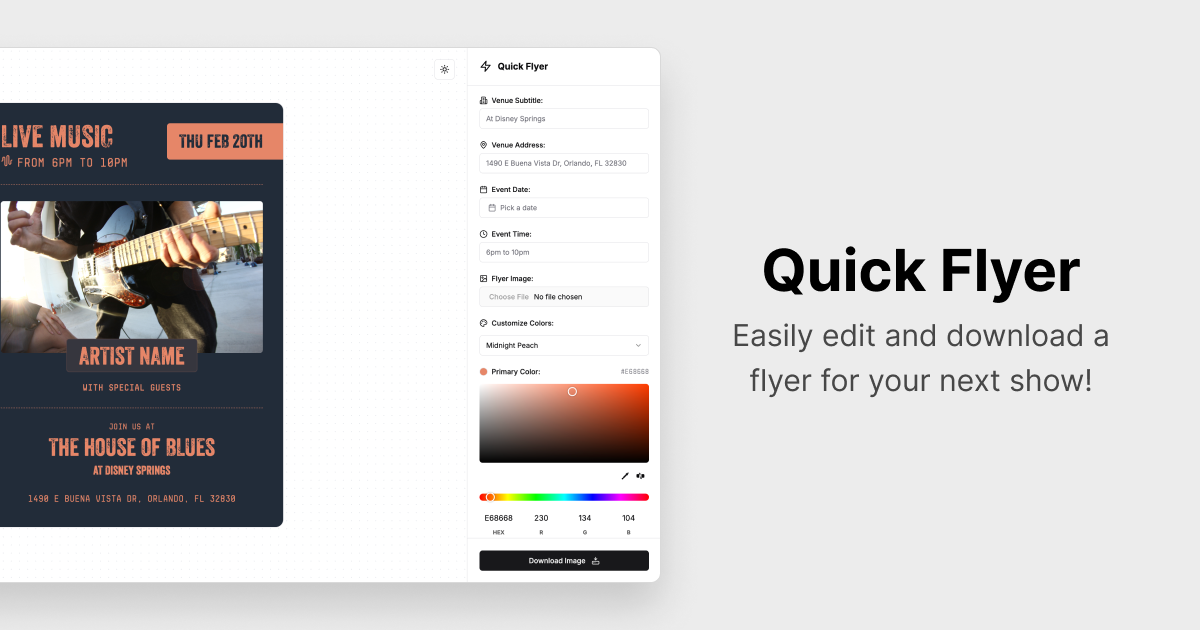 LIVE MUSIC
FROM 6PM TO 10PM
THU FEB 20TH
ARTIST NAME
WITH SPECIAL GUESTS
JOIN US AT
THE HOUSE OF BLUES
AT DISNEY SPRINGS
1490 E BUENA VISTA DR, ORLANDO, FL 32830
Quick Flyer
Venue Subtitle:
At Disney Springs
Venue Address:
1490 E Buena Vista Dr, Orlando, FL 32830
Event Date:
Pick a date
Event Time:
6pm to 10pm
Flyer Image:
Choose File No file chosen
Customize Colors:
Midnight Peach
Primary Color: #E68668
E68668 230 134 104
HEX R G B
Download Image
Quick Flyer
Easily edit and download a
flyer for your next show!